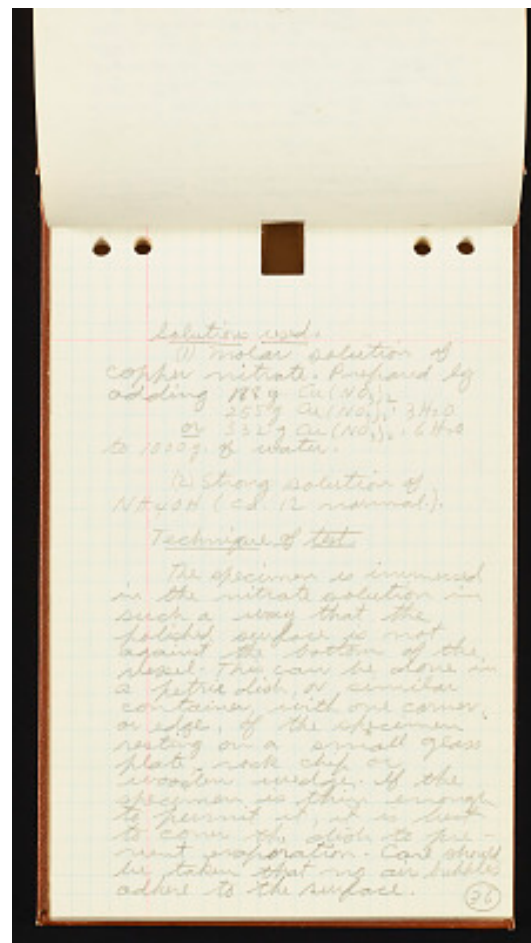 Solutions used.
(1) Molar solution of
copper nitrate. Prepared by
adding 188 g Cu(NO3)2
255 g Cu(NO3)2. 3H2O
or 332 g Cu(NO3)2. 6H2O
to 1000 g. of water.
(2) Strong solution of
NH4OH (Ca. 12 normal).
Technique of test
The specimen is immersed
in the nitrate solution in
such a way that the
polished surface is not
against the bottom of the
vessel. This can be done in
a petrie dish, or similar
container, with one corner,
or edge, of the specimen
resting on a small glass
plate, rock chip or
wooden wedge. If the
specimen is thin enough
to permit it, it is best
to cover the dish to pre-
vent evaporation. Care should
be taken that no air bubbles
adhere to the surface.
36